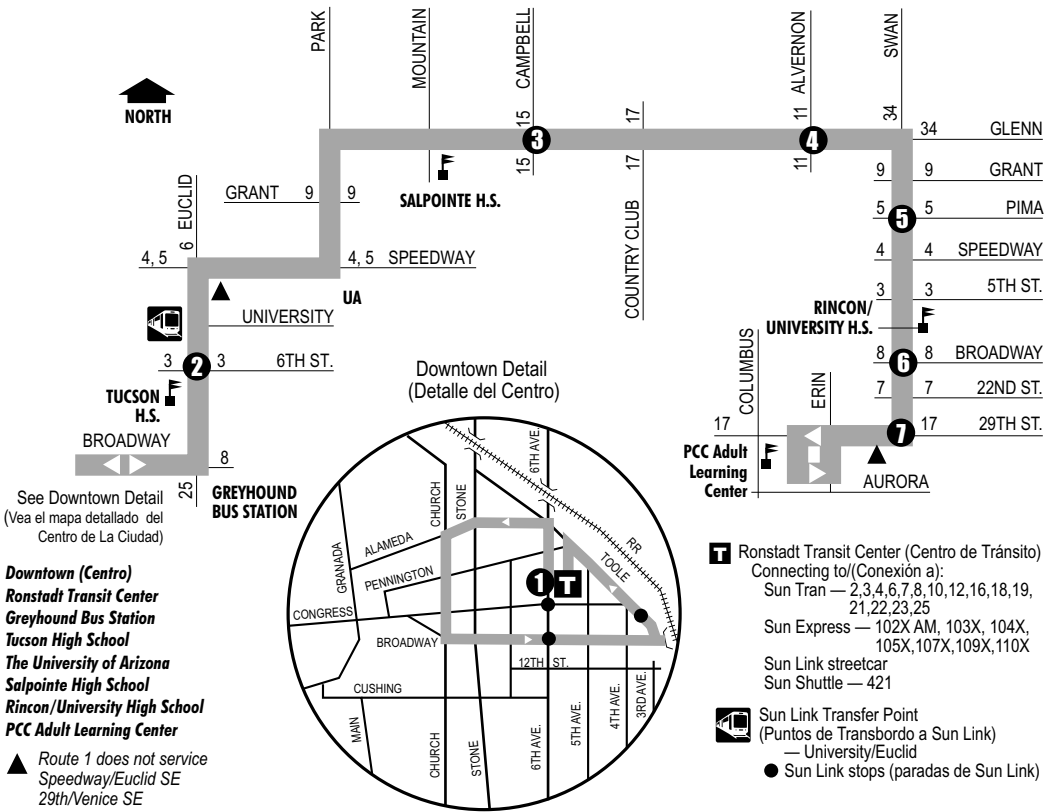 PARK
MOUNTAIN
CAMPBELL
ALVERNON
SWAN
NORTH
15
17
11
34
34 GLENN
3
4
15
17
11
9 9 GRANT
EUCLID
6
GRANT 9 9
SALPOINTE H.S.
COUNTRY CLUB
5 5 5 PIMA
4, 5 4, 5 SPEEDWAY
4 4 SPEEDWAY
UA
3 3 5TH ST.
UNIVERSITY
RINCON/
UNIVERSITY H.S.
3 2 3 6TH ST.
8 6 8 BROADWAY
TUCSON
H.S.
COLUMBUS
ERIN
7 7 22ND ST.
BROADWAY
8
17
7 17 29TH ST.
PCC Adult
Learning
Center
AURORA
25
GREYHOUND
BUS STATION
See Downtown Detail
(Vea el mapa detallado del
Centro de La Ciudad)
Downtown Detail
(Detalle del Centro)
6TH AVE.
CHURCH
STONE
RR
GRANADA
ALAMEDA
TOOLE
PENNINGTON
1 T
CONGRESS
BROADWAY
12TH ST.
CUSHING
MAIN
CHURCH
STONE
6TH AVE.
5TH AVE.
4TH AVE.
3RD AVE.
Downtown (Centro)
Ronstadt Transit Center
Greyhound Bus Station
Tucson High School
The University of Arizona
Salpointe High School
Rincon/University High School
PCC Adult Learning Center
Route 1 does not service
Speedway/Euclid SE
29th/Venice SE
T Ronstadt Transit Center (Centro de Tránsito)
Connecting to/(Conexión a):
Sun Tran — 2,3,4,6,7,8,10,12,16,18,19,
21,22,23,25
Sun Express — 102X AM, 103X, 104X,
105X,107X,109X,110X
Sun Link streetcar
Sun Shuttle — 421
Sun Link Transfer Point
(Puntos de Transbordo a Sun Link)
— University/Euclid
Sun Link stops (paradas de Sun Link)